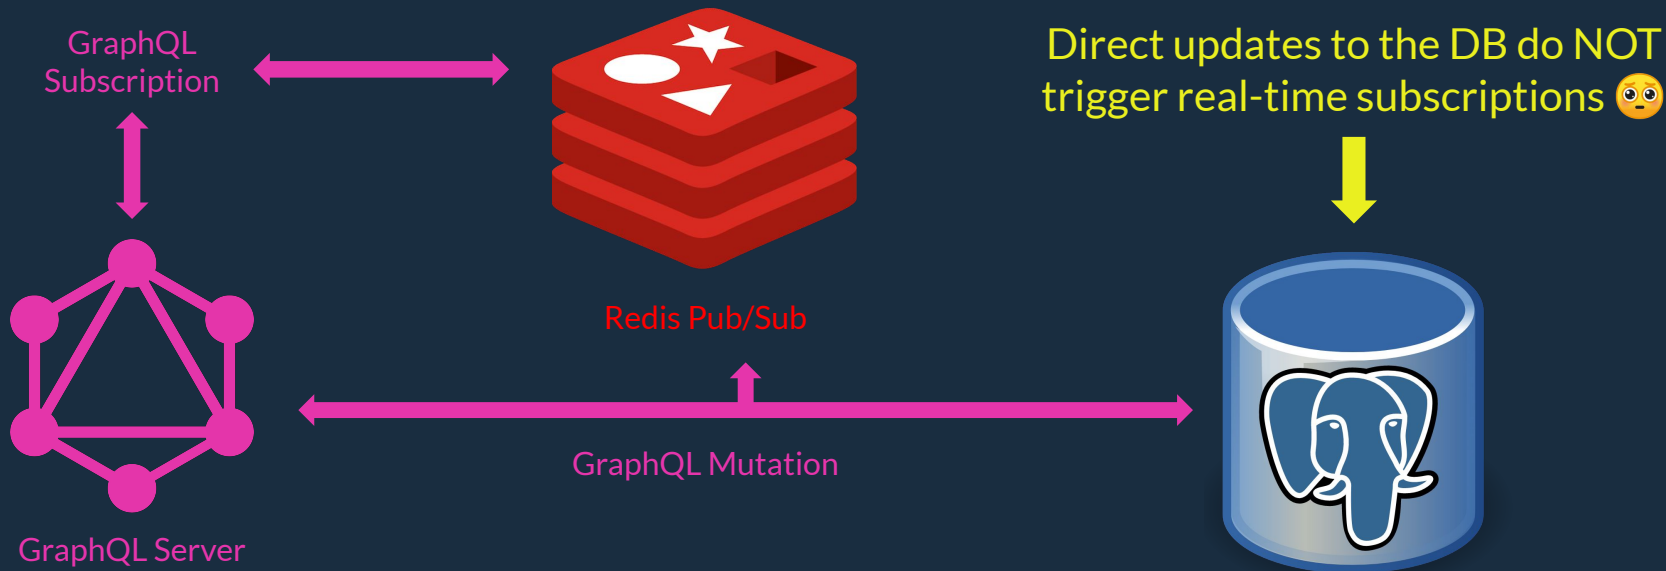 GraphQL
Subscription
Direct updates to the DB do NOT
trigger real-time subscriptions 🥺
Redis Pub/Sub
GraphQL Mutation
GraphQL Server